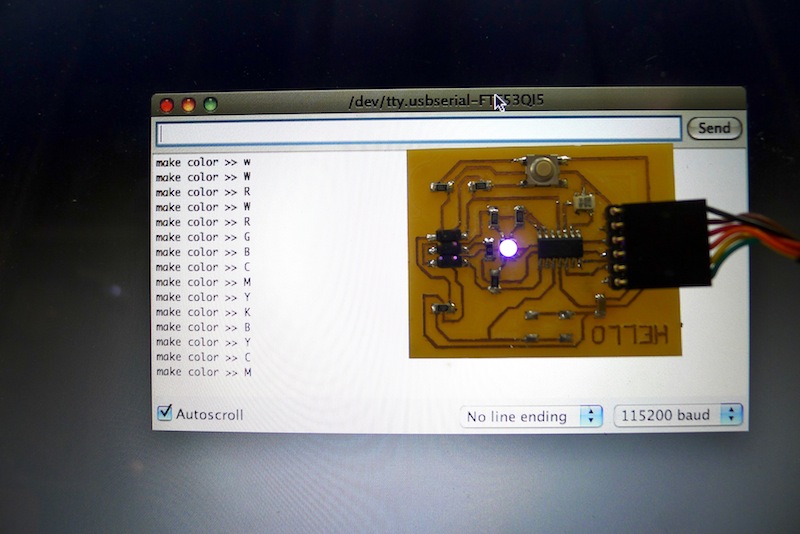 /dev/tty.usbserial-FT 53QI5
Send
make color >> W
make color >> W
make color >> R
make color >> W
make color >> R
make color >> G
make color >> B
make color >> C
make color >> M
make color >> Y
make color >> K
make color >> B
make color >> Y
make color >> C
make color >> M
HELLO
Autoscroll
No line ending
115200 baud